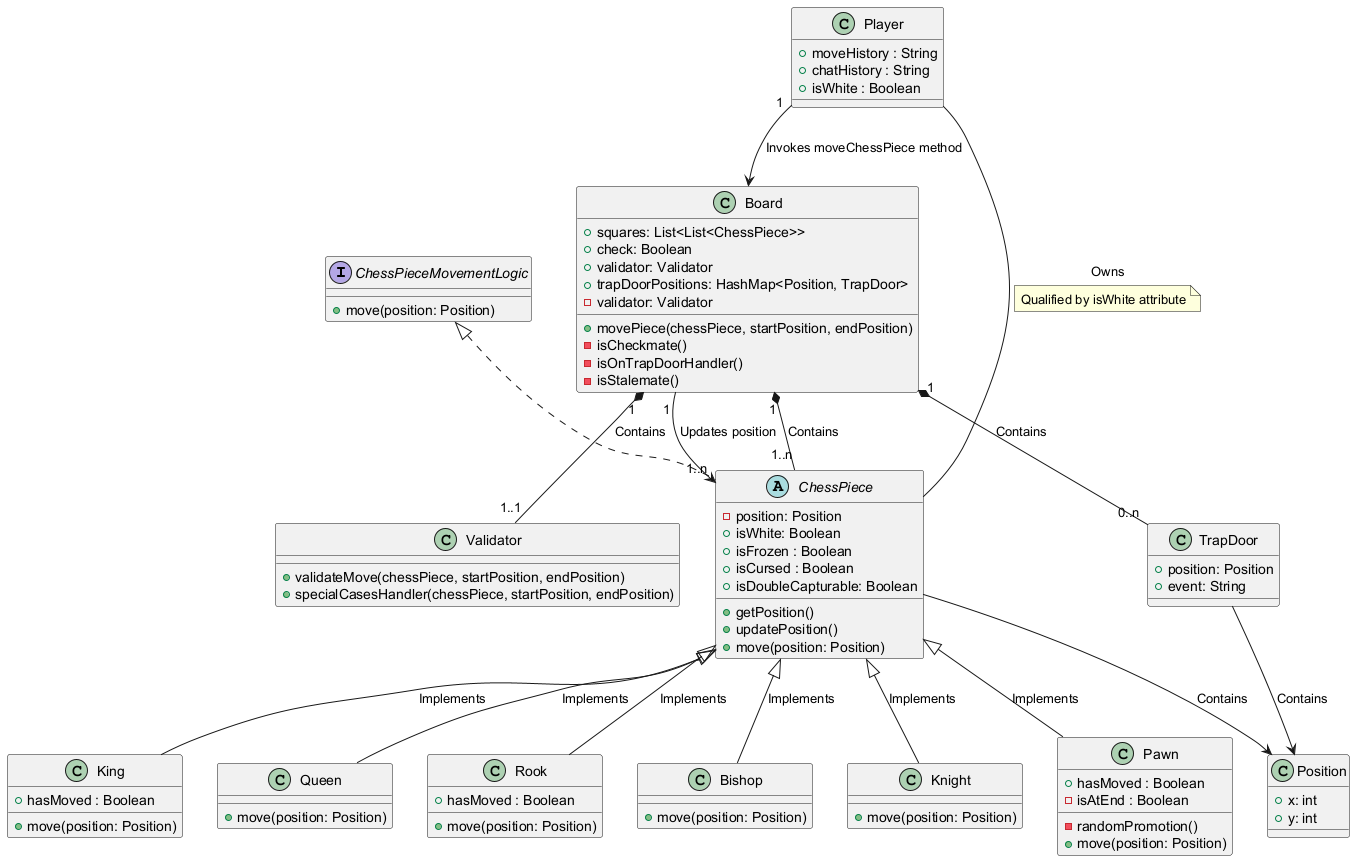 C Player
moveHistory : String
chatHistory : String
isWhite : Boolean
1
Invokes moveChessPiece method
C Board
squares: List<List<ChessPiece>>
check: Boolean
validator: Validator
trapDoorPositions: HashMap<Position, TrapDoor>
validator: Validator
movePiece(chessPiece, startPosition, endPosition)
isCheckmate()
isOnTrapDoorHandler()
isStalemate()
I ChessPieceMovementLogic
move(position: Position)
Owns
Qualified by isWhite attribute
1
1
1
1
Contains
Updates position
Contains
Contains
1..1
1..n
1..n
0..n
C Validator
validateMove(chessPiece, startPosition, endPosition)
specialCasesHandler(chessPiece, startPosition, endPosition)
A ChessPiece
position: Position
isWhite: Boolean
isFrozen : Boolean
isCursed : Boolean
isDoubleCapturable: Boolean
getPosition()
updatePosition()
move(position: Position)
C TrapDoor
position: Position
event: String
Implements
Implements
Implements
Implements
Implements
Implements
Contains
Contains
C King
hasMoved : Boolean
move(position: Position)
C Queen
move(position: Position)
C Rook
hasMoved : Boolean
move(position: Position)
C Bishop
move(position: Position)
C Knight
move(position: Position)
C Pawn
hasMoved : Boolean
isAtEnd : Boolean
randomPromotion()
move(position: Position)
C Position
x: int
y: int